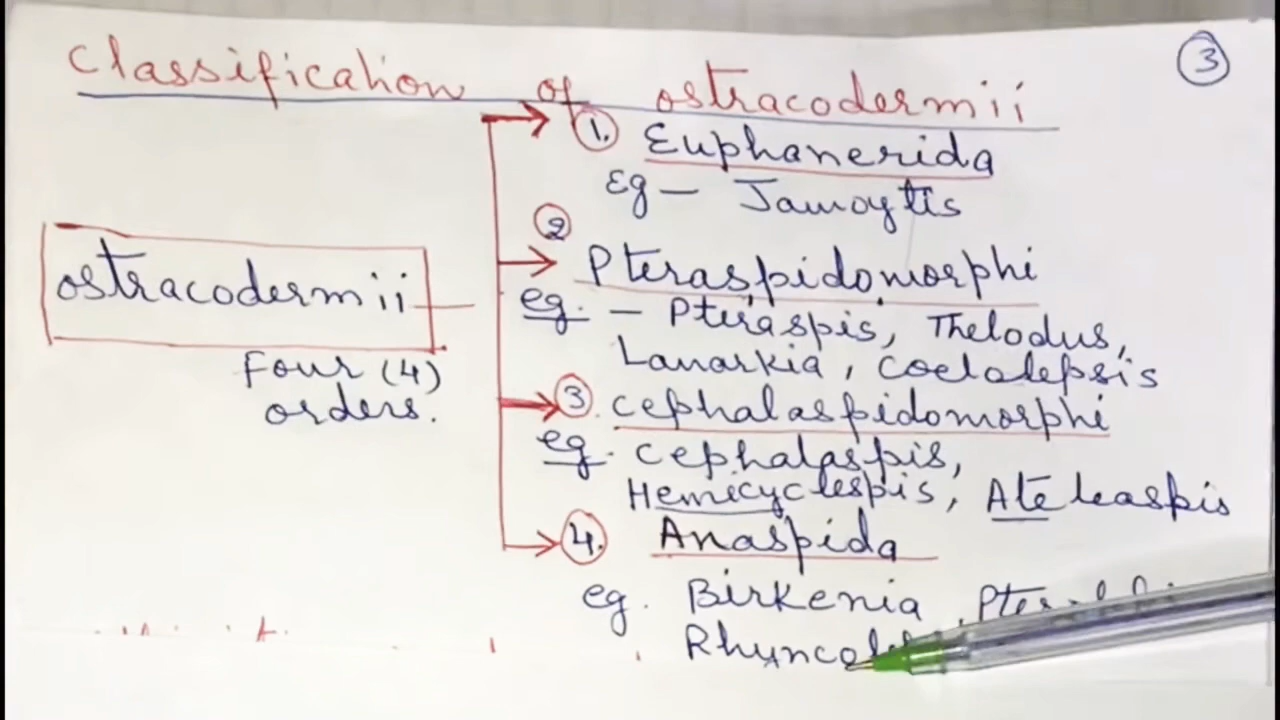 3
Classification of ostracodermii
1. Euphanerida
Eg - Jamoytis
2
Pteraspidomorphi
eg. - Pteraspis, Thelodus,
Lanarkia, Coelolepsis
ostracodermii
Four (4)
orders.
3. cephalaspidomorphi
eg. cephalaspis,
Hemicyclespis, Ateleaspis
4. Anaspida
eg. Birkenia,